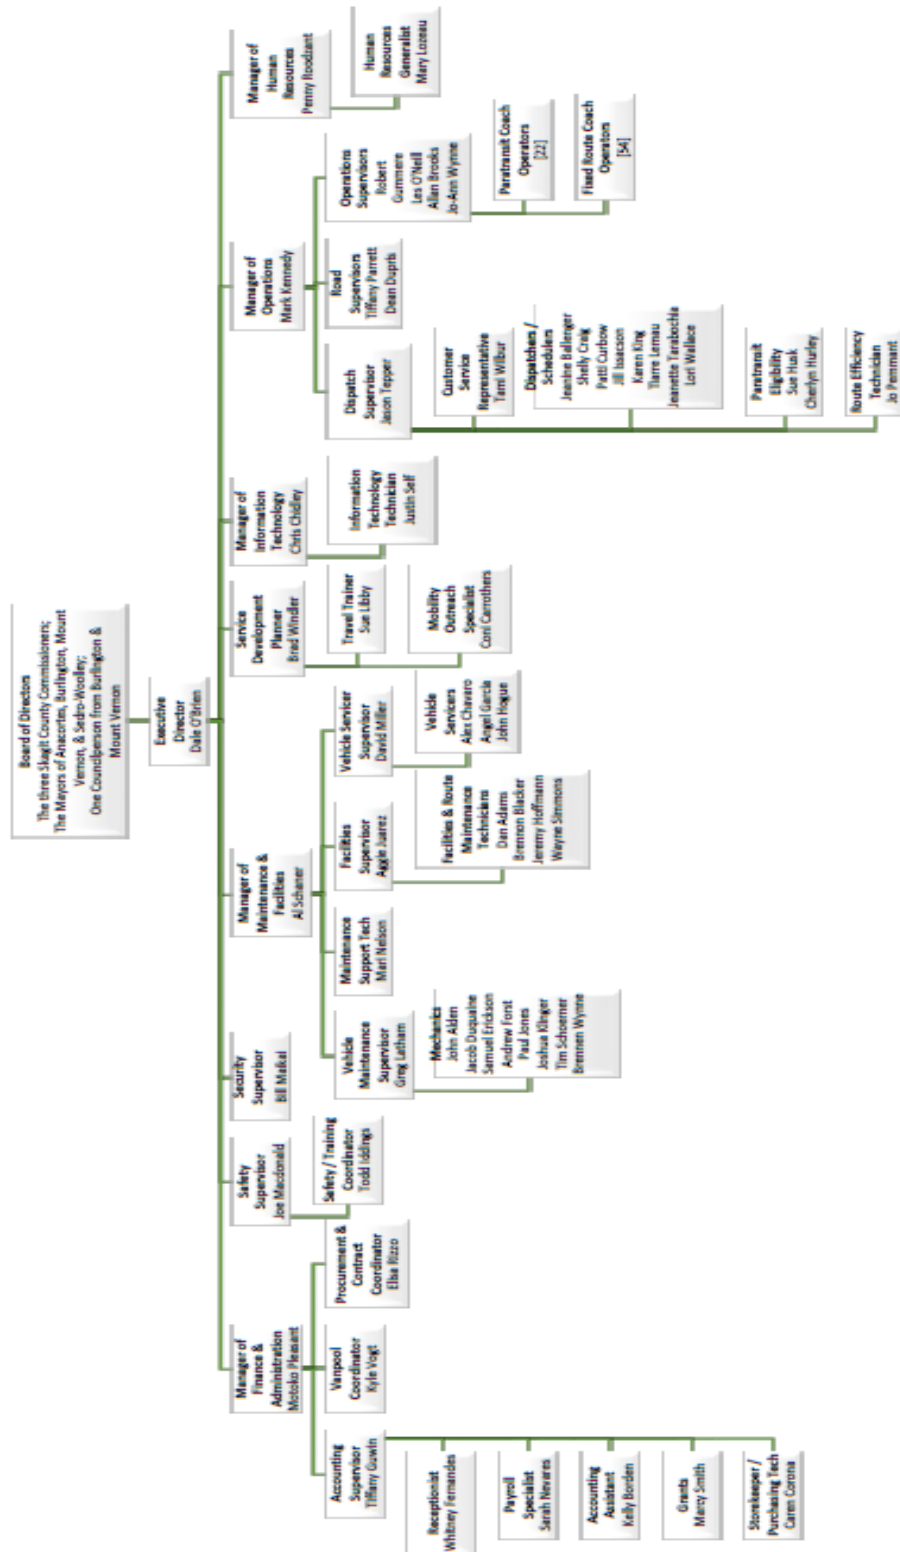 Board of Directors
The three Skagit County Commissioners;
The Mayors of Anacortes, Burlington, Mount
Vernon, & Sedro-Woolley;
One Councilperson from Burlington &
Mount Vernon
Executive
Director
Dale O'Brien
Manager of
Finance &
Administration
Motoko Pleasant
Safety
Supervisor
Joe Macdonald
Security
Supervisor
Bill
Manager of
Maintenance &
Facilities
Al Schaner
Service
Development
Planner
Brad Windler
Manager of
Information
Technology
Chris Chidley
Manager of
Operations
Mark Kennedy
Manager of
Human
Resources
Penny Roodzant
Accounting
Supervisor
Tiffany
Vanpool
Coordinator
Kyle Vogt
Procurement &
Contract
Coordinator
Elsa Rizzo
Receptionist
Whitney Fernandes
Payroll
Specialist
Sarah Nevares
Accounting
Assistant
Kelly Borden
Grants
Marcy Smith
Storekeeper /
Purchasing Tech
Caren Corona
Safety / Training
Coordinator
Todd Iddings
Vehicle
Maintenance
Supervisor
Greg Latham
Maintenance
Support Tech
Mari Nelson
Facilities
Supervisor
Aggie Juarez
Vehicle Servicer
Supervisor
David Miller
Mechanics
John Alden
Jacob Duquaine
Samuel Erickson
Andrew Forst
Paul Jones
Joshua Klinger
Tim Schoerner
Brennen Wynne
Facilities & Route
Maintenance
Technicians
Dan Adams
Brennon Blacker
Jeremy Hoffmann
Wayne Simmons
Vehicle
Servicers
Alex Chavaro
Angel Garcia
John Hogue
Travel Trainer
Sue Libby
Mobility
Outreach
Specialist
Cori Carrothers
Information
Technology
Technician
Justin Self
Dispatch
Supervisor
Jason Tepper
Road
Supervisors
Tiffany Parrett
Dean Dupris
Operations
Supervisors
Robert
Gummere
Les O'Neill
Allan Brooks
Jo-Ann Wynne
Customer
Service
Representative
Tami Wilbur
Dispatchers /
Schedulers
Jeanine Ballenger
Shelly Craig
Patti Curbow
Jill Isaacson
Karen King
Tiarre
Jeanette Tarabochia
Lori Wallace
Paratransit
Eligibility
Sue Husk
Cherlyn Hurley
Route Efficiency
Technician
Jo
Paratransit Coach
Operators
[22]
Fixed Route Coach
Operators
[54]
Human
Resources
Generalist
Mary Lozeau